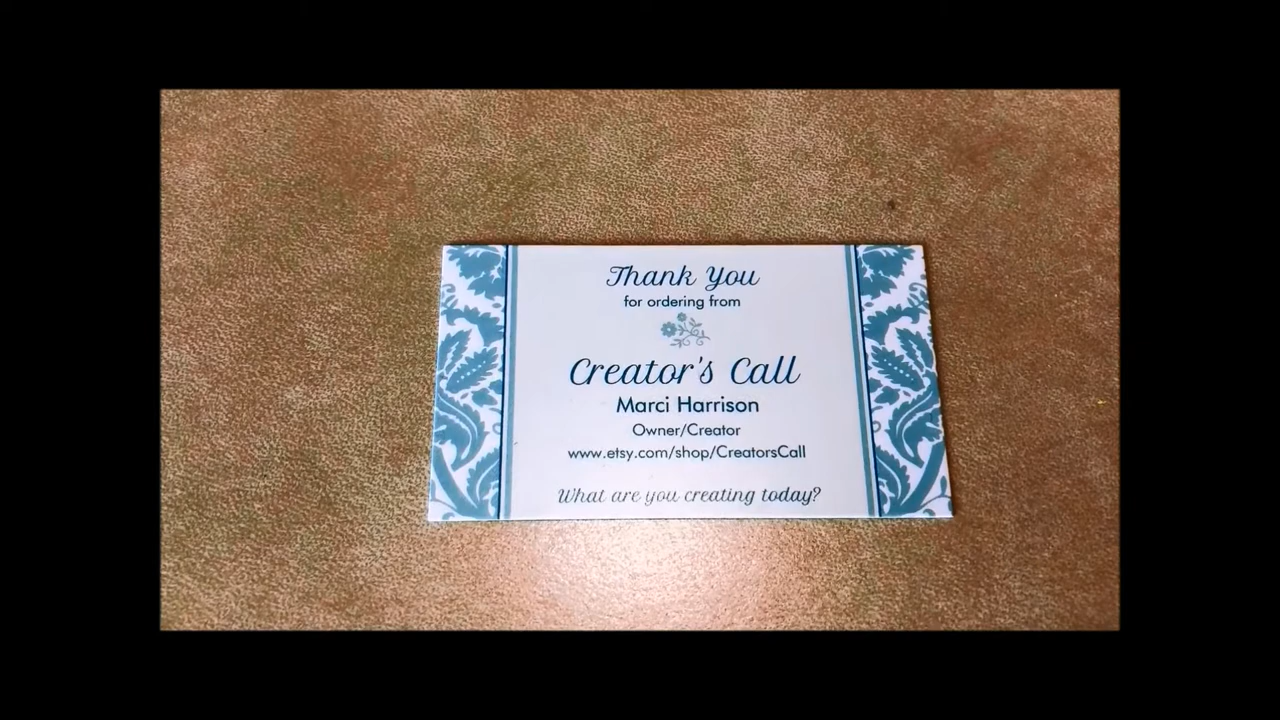 Thank You
for ordering from
Creator's Call
Marci Harrison
Owner/Creator
www.etsy.com/shop/CreatorsCall
What are you creating today?